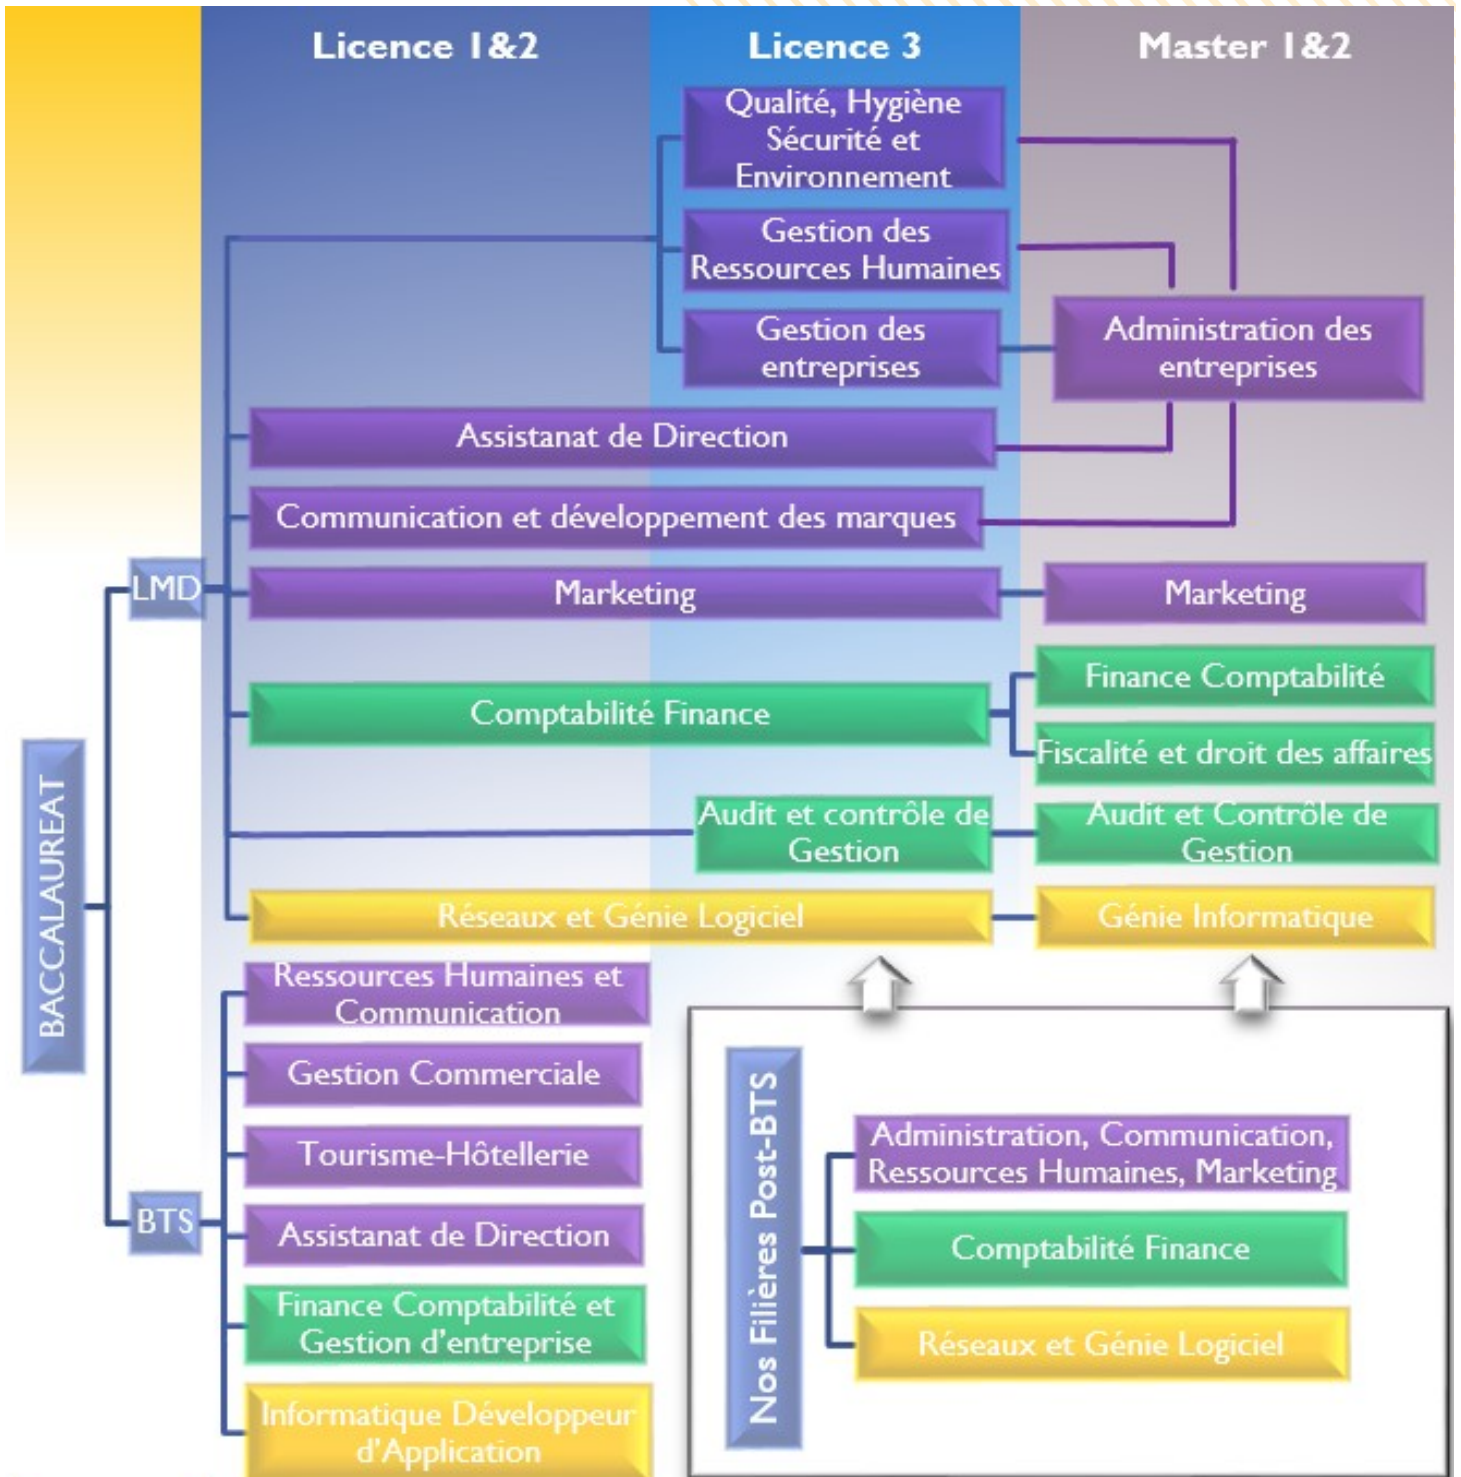 Licence 1&2
Licence 3
Master 1&2
Qualité, Hygiène
Sécurité et
Environnement
Gestion des
Ressources Humaines
Gestion des
entreprises
Administration des
entreprises
Assistanat de Direction
Communication et développement des marques
LMD
Marketing
Marketing
Comptabilité Finance
Finance Comptabilité
Fiscalité et droit des affaires
Audit et contrôle de
Gestion
Audit et Contrôle de
Gestion
Réseaux et Génie Logiciel
Génie Informatique
BACCALAUREAT
BTS
Ressources Humaines et
Communication
Gestion Commerciale
Tourisme-Hôtellerie
Assistanat de Direction
Finance Comptabilité et
Gestion d'entreprise
Informatique Développeur
d'Application
Nos Filières Post-BTS
Administration, Communication,
Ressources Humaines, Marketing
Comptabilité Finance
Réseaux et Génie Logiciel